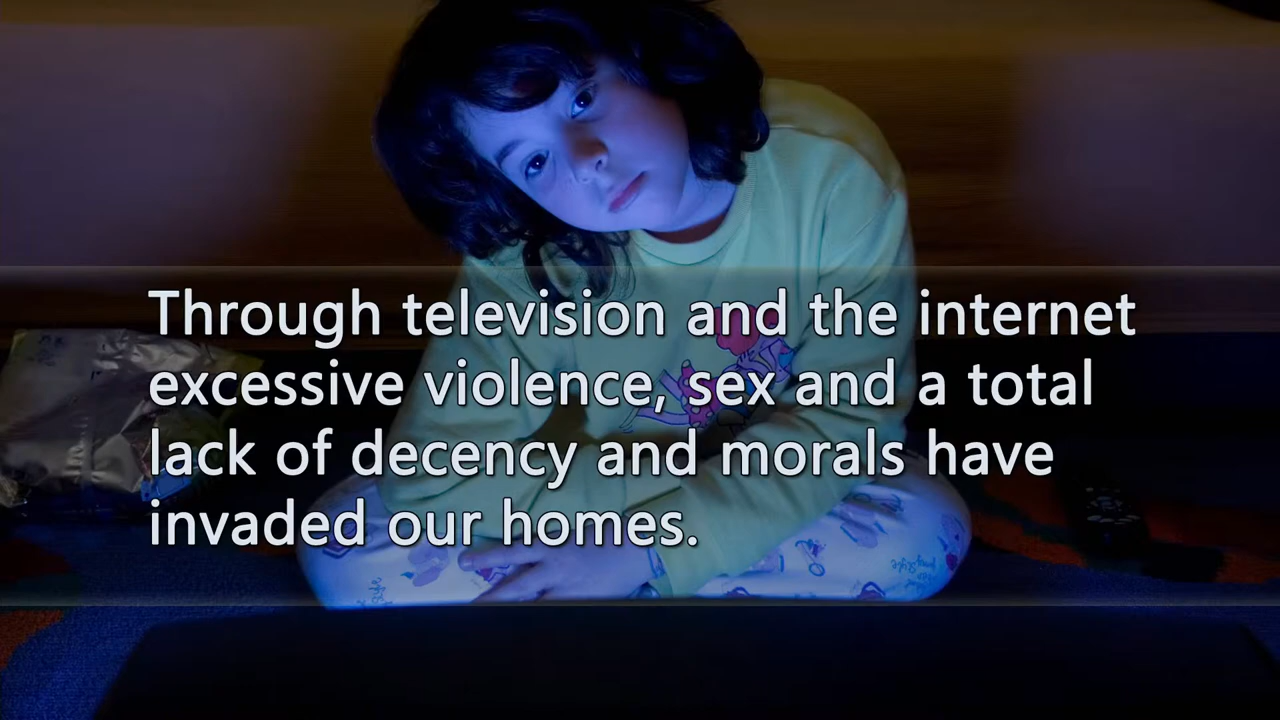 Through television and the internet
excessive violence, sex and a total
lack of decency and morals have
invaded our homes.